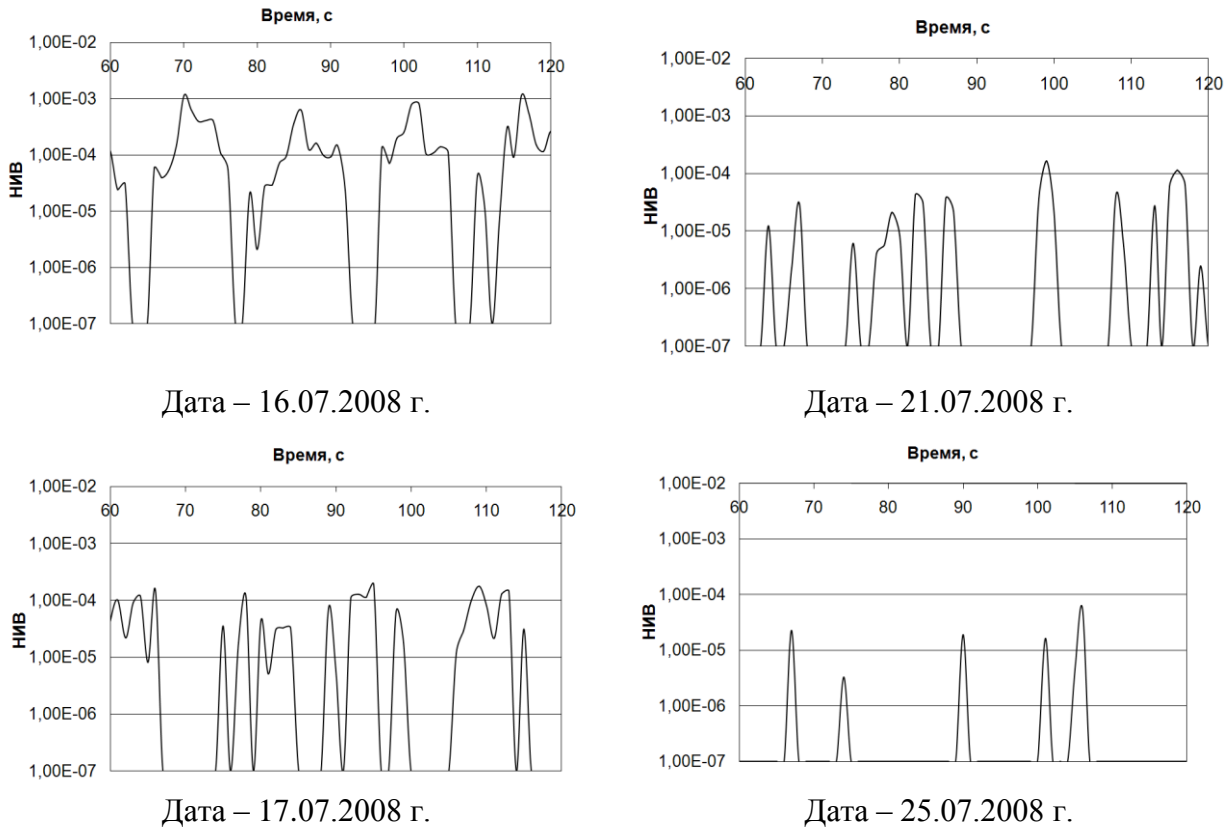 Время, с
1,00E-02
60 70 80 90 100 110 120
1,00E-03
1,00E-04
1,00E-05
1,00E-06
1,00E-07
НИВ
Дата – 16.07.2008 г.
Время, с
1,00E-02
60 70 80 90 100 110 120
1,00E-03
1,00E-04
1,00E-05
1,00E-06
1,00E-07
НИВ
Дата – 21.07.2008 г.
Время, с
1,00E-02
60 70 80 90 100 110 120
1,00E-03
1,00E-04
1,00E-05
1,00E-06
1,00E-07
НИВ
Дата – 17.07.2008 г.
Время, с
1,00E-02
60 70 80 90 100 110 120
1,00E-03
1,00E-04
1,00E-05
1,00E-06
1,00E-07
НИВ
Дата – 25.07.2008 г.